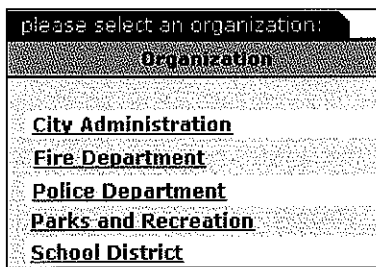 please select an organization:
Organization
City Administration
Fire Department
Police Department
Parks and Recreation
School District